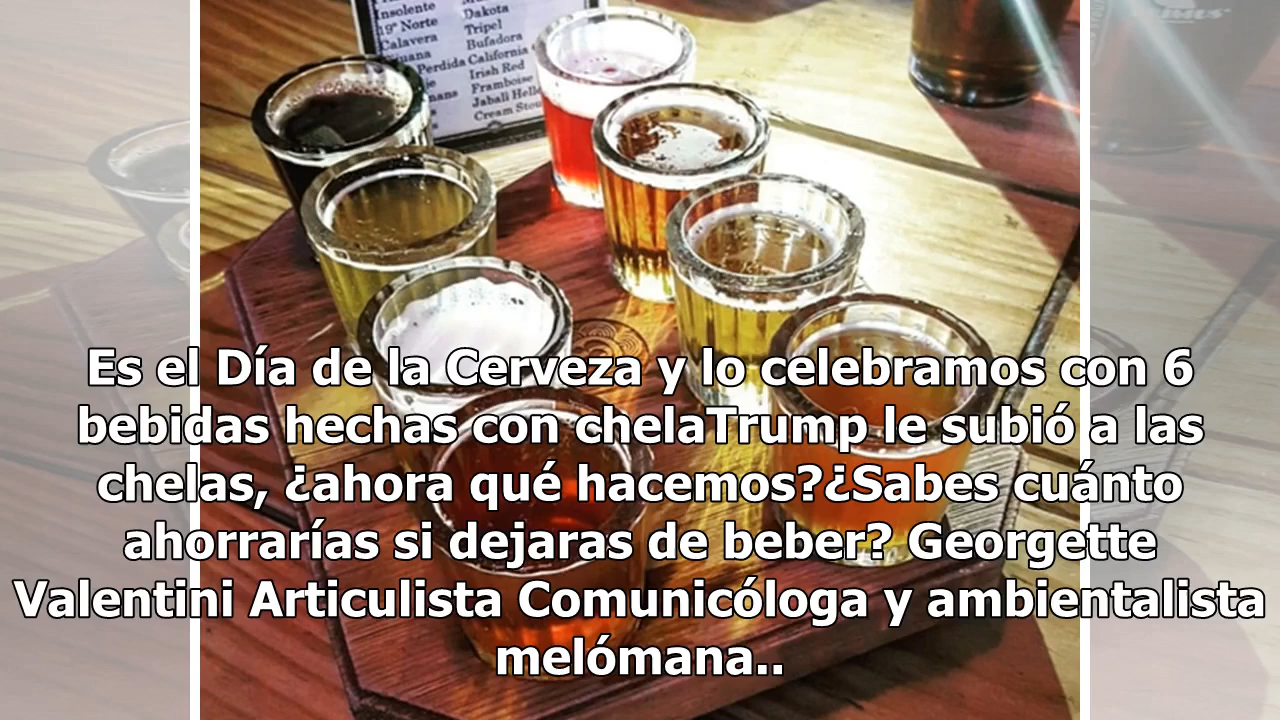 Insolente
19º Norte
Calavera
Perdida
Dakota
Tripel
Bufadora
California
Irish Red
Framboise
Jabalí
Cream
Es el Día de la Cerveza y lo celebramos con 6
bebidas hechas con chelaTrump le subió a las
chelas, ¿ahora qué hacemos?¿Sabes cuánto
ahorrarías si dejaras de beber? Georgette
Valentini Articulista Comunicóloga y ambientalista
melómana..